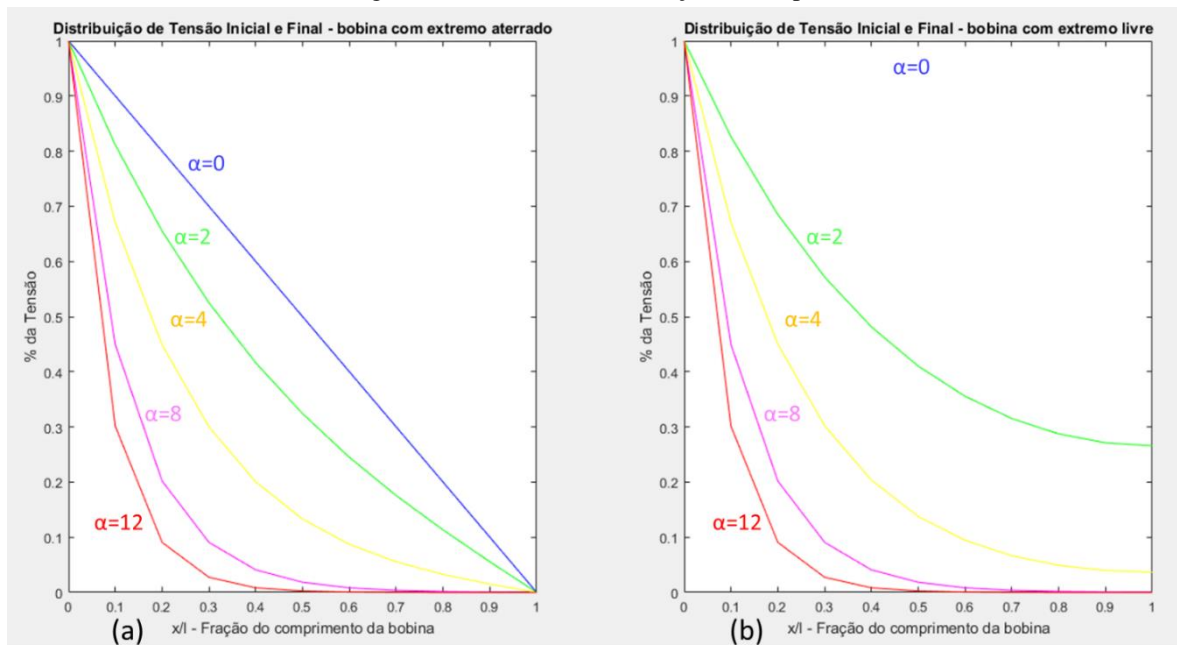 Distribuição de Tensão Inicial e Final - bobina com extremo aterrado
1
0.9
0.8
0.7
0.6
0.5
0.4
0.3
0.2
0.1
0
% da Tensão
α=0
α=2
α=4
α=8
α=12
0 0.1 0.2 0.3 0.4 0.5 0.6 0.7 0.8 0.9 1
(a)
x/l - Fração do comprimento da bobina
Distribuição de Tensão Inicial e Final - bobina com extremo livre
1
0.9
0.8
0.7
0.6
0.5
0.4
0.3
0.2
0.1
0
% da Tensão
α=0
α=2
α=4
α=8
α=12
0 0.1 0.2 0.3 0.4 0.5 0.6 0.7 0.8 0.9 1
(b)
x/l - Fração do comprimento da bobina